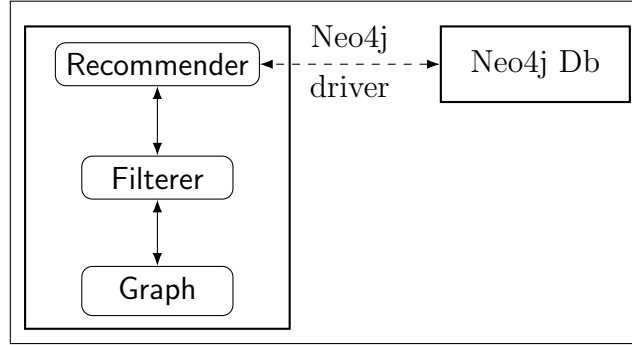 Recommender
Neo4j
driver
Neo4j Db
Filterer
Graph